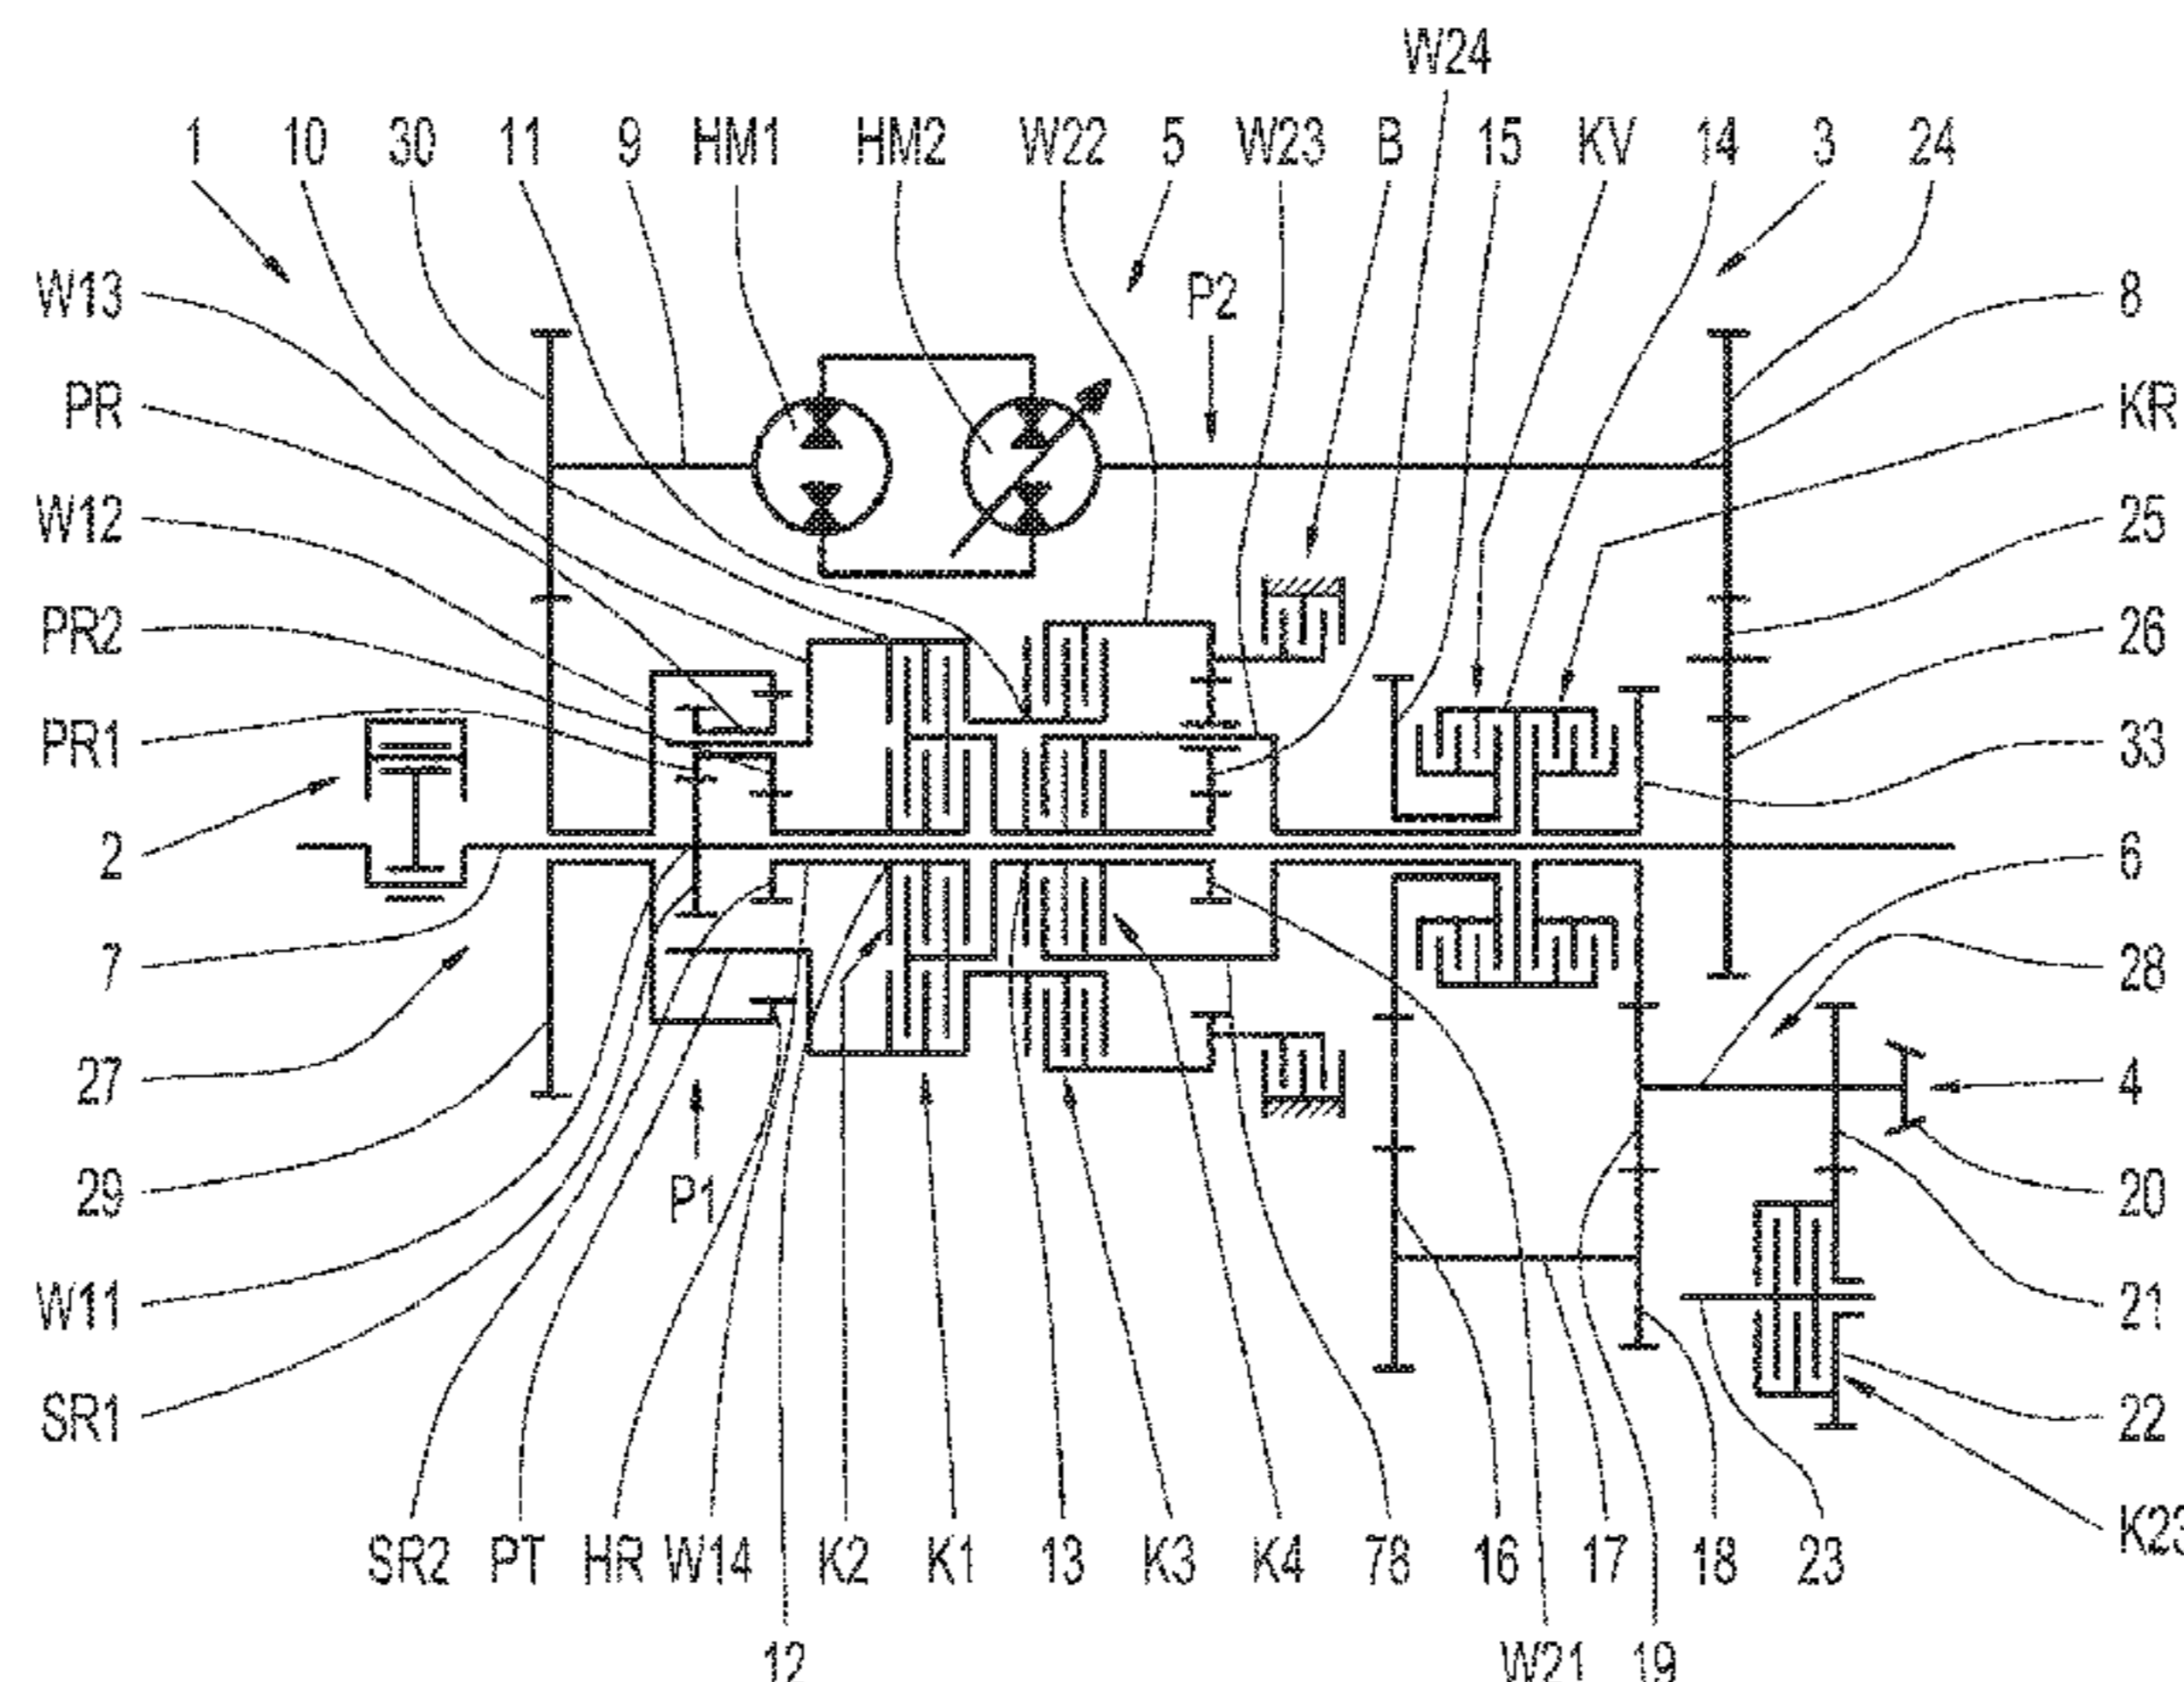 W24
1 10 30 11 9 HM1 HM2 W22 5 W23 B 15 KV 14 3 24
W13 P2 8
PR KR
W12 25
PR2 26
PR1 33
2 6
7 28
27 4
29 P1 20
W11 21
SR1 22
SR2 PT HR W14 K2 K1 13 K3 K4 78 16 17 18 23 K23
12 W21 19